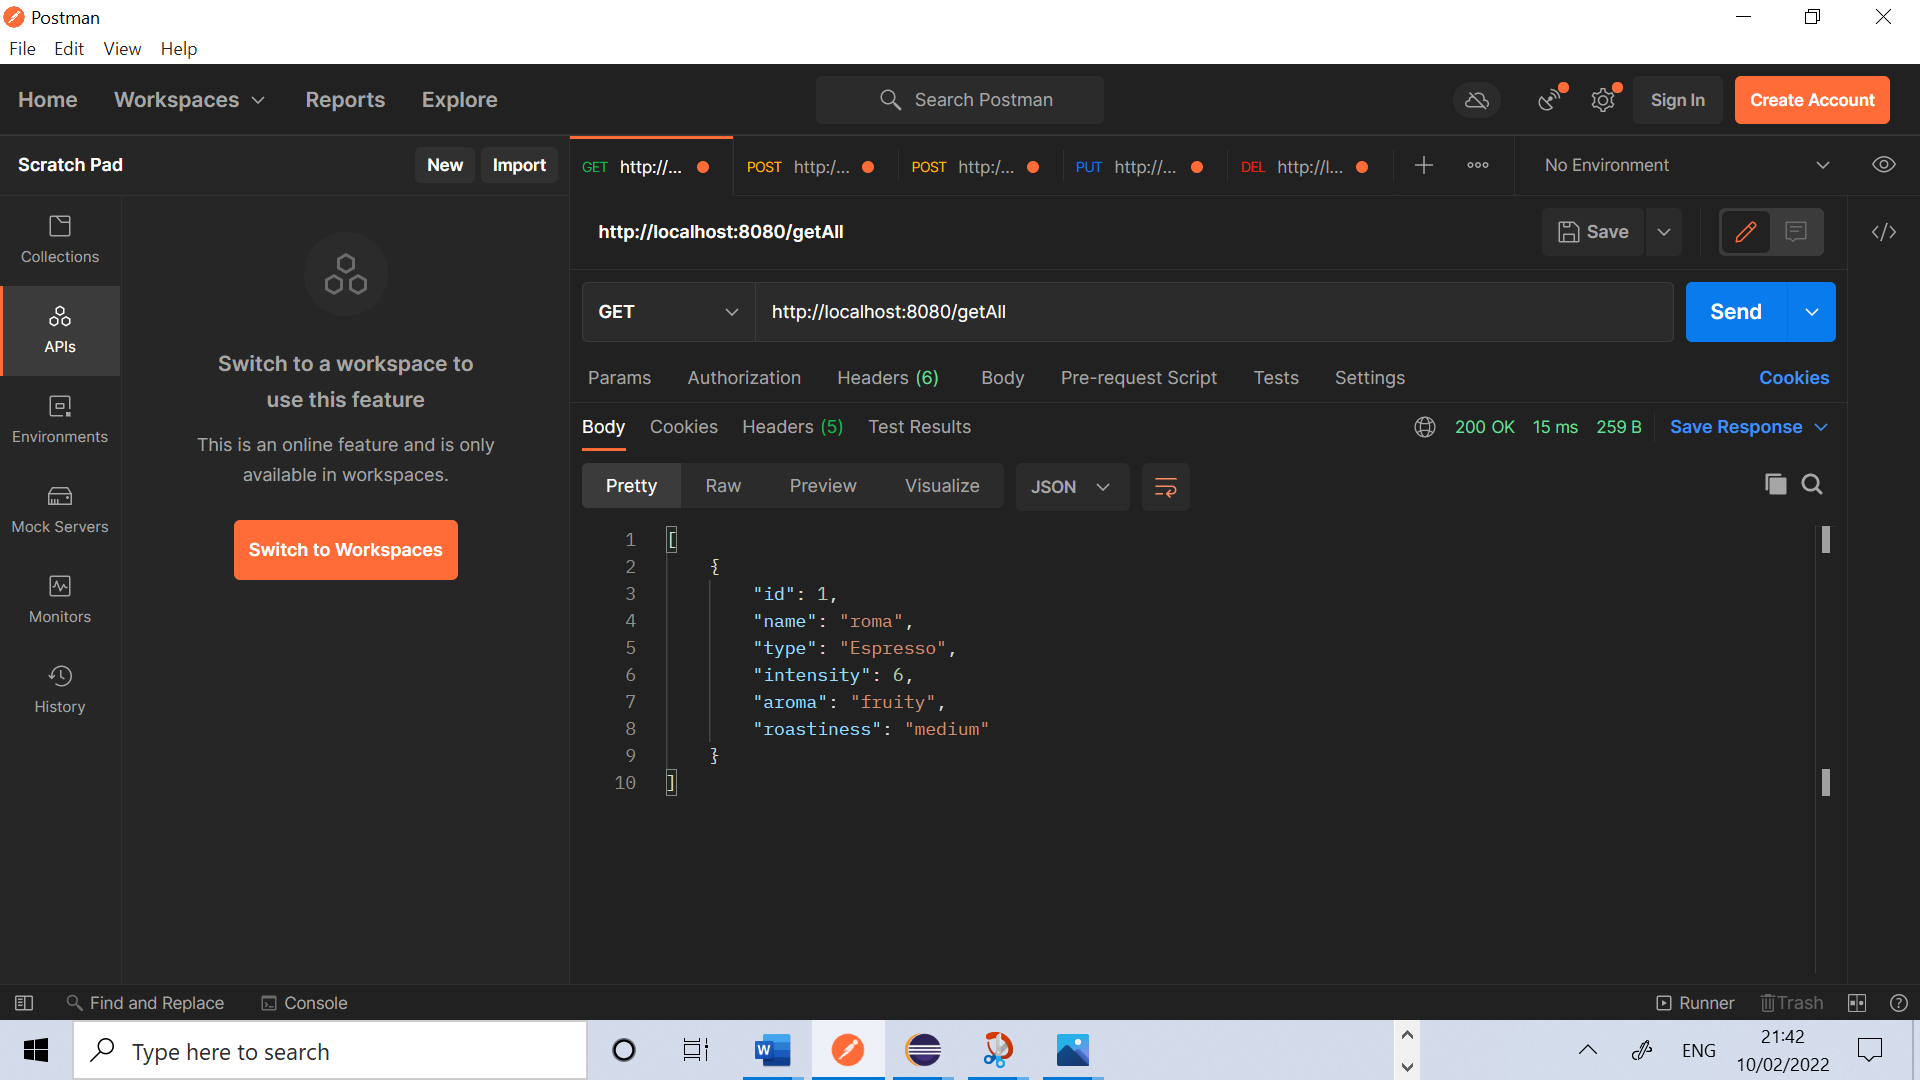 Postman
File Edit View Help
Home Workspaces Reports Explore
Search Postman
Sign In
Create Account
Scratch Pad
New
Import
GET http://...
POST http:/...
POST http:/...
PUT http://...
DEL http://l...
No Environment
Collections
APIs
Environments
Mock Servers
Monitors
History
Switch to a workspace to
use this feature
This is an online feature and is only
available in workspaces.
Switch to Workspaces
http://localhost:8080/getAll
Save
GET
http://localhost:8080/getAll
Send
Params Authorization Headers (6) Body Pre-request Script Tests Settings
Cookies
Body Cookies Headers (5) Test Results
200 OK 15 ms 259 B
Save Response
Pretty Raw Preview Visualize
JSON
1 [
2 {
3 "id": 1,
4 "name": "roma",
5 "type": "Espresso",
6 "intensity": 6,
7 "aroma": "fruity",
8 "roastiness": "medium"
9 }
10 ]
Find and Replace
Console
Runner
Trash
Type here to search
W
ENG
21:42
10/02/2022